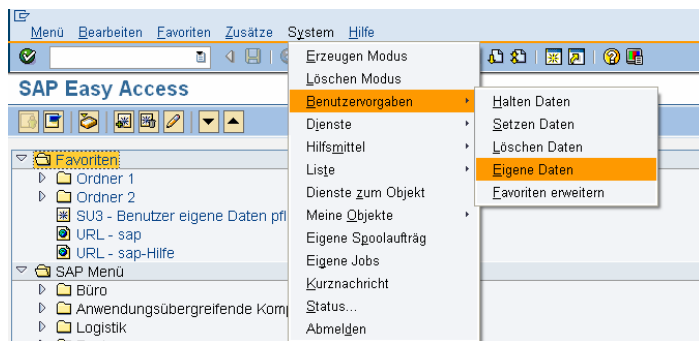 Menü Bearbeiten Favoriten Zusätze System Hilfe
SAP Easy Access
Erzeugen Modus
Löschen Modus
Benutzervorgaben
Dienste
Hilfsmittel
Liste
Dienste zum Objekt
Meine Objekte
Eigene Spoolaufträg
Eigene Jobs
Kurznachricht
Status...
Abmelden
Halten Daten
Setzen Daten
Löschen Daten
Eigene Daten
Favoriten erweitern
Favoriten
Ordner 1
Ordner 2
SU3 - Benutzer eigene Daten pfl
URL - sap
URL - sap-Hilfe
SAP Menü
Büro
Anwendungsübergreifende Komp
Logistik